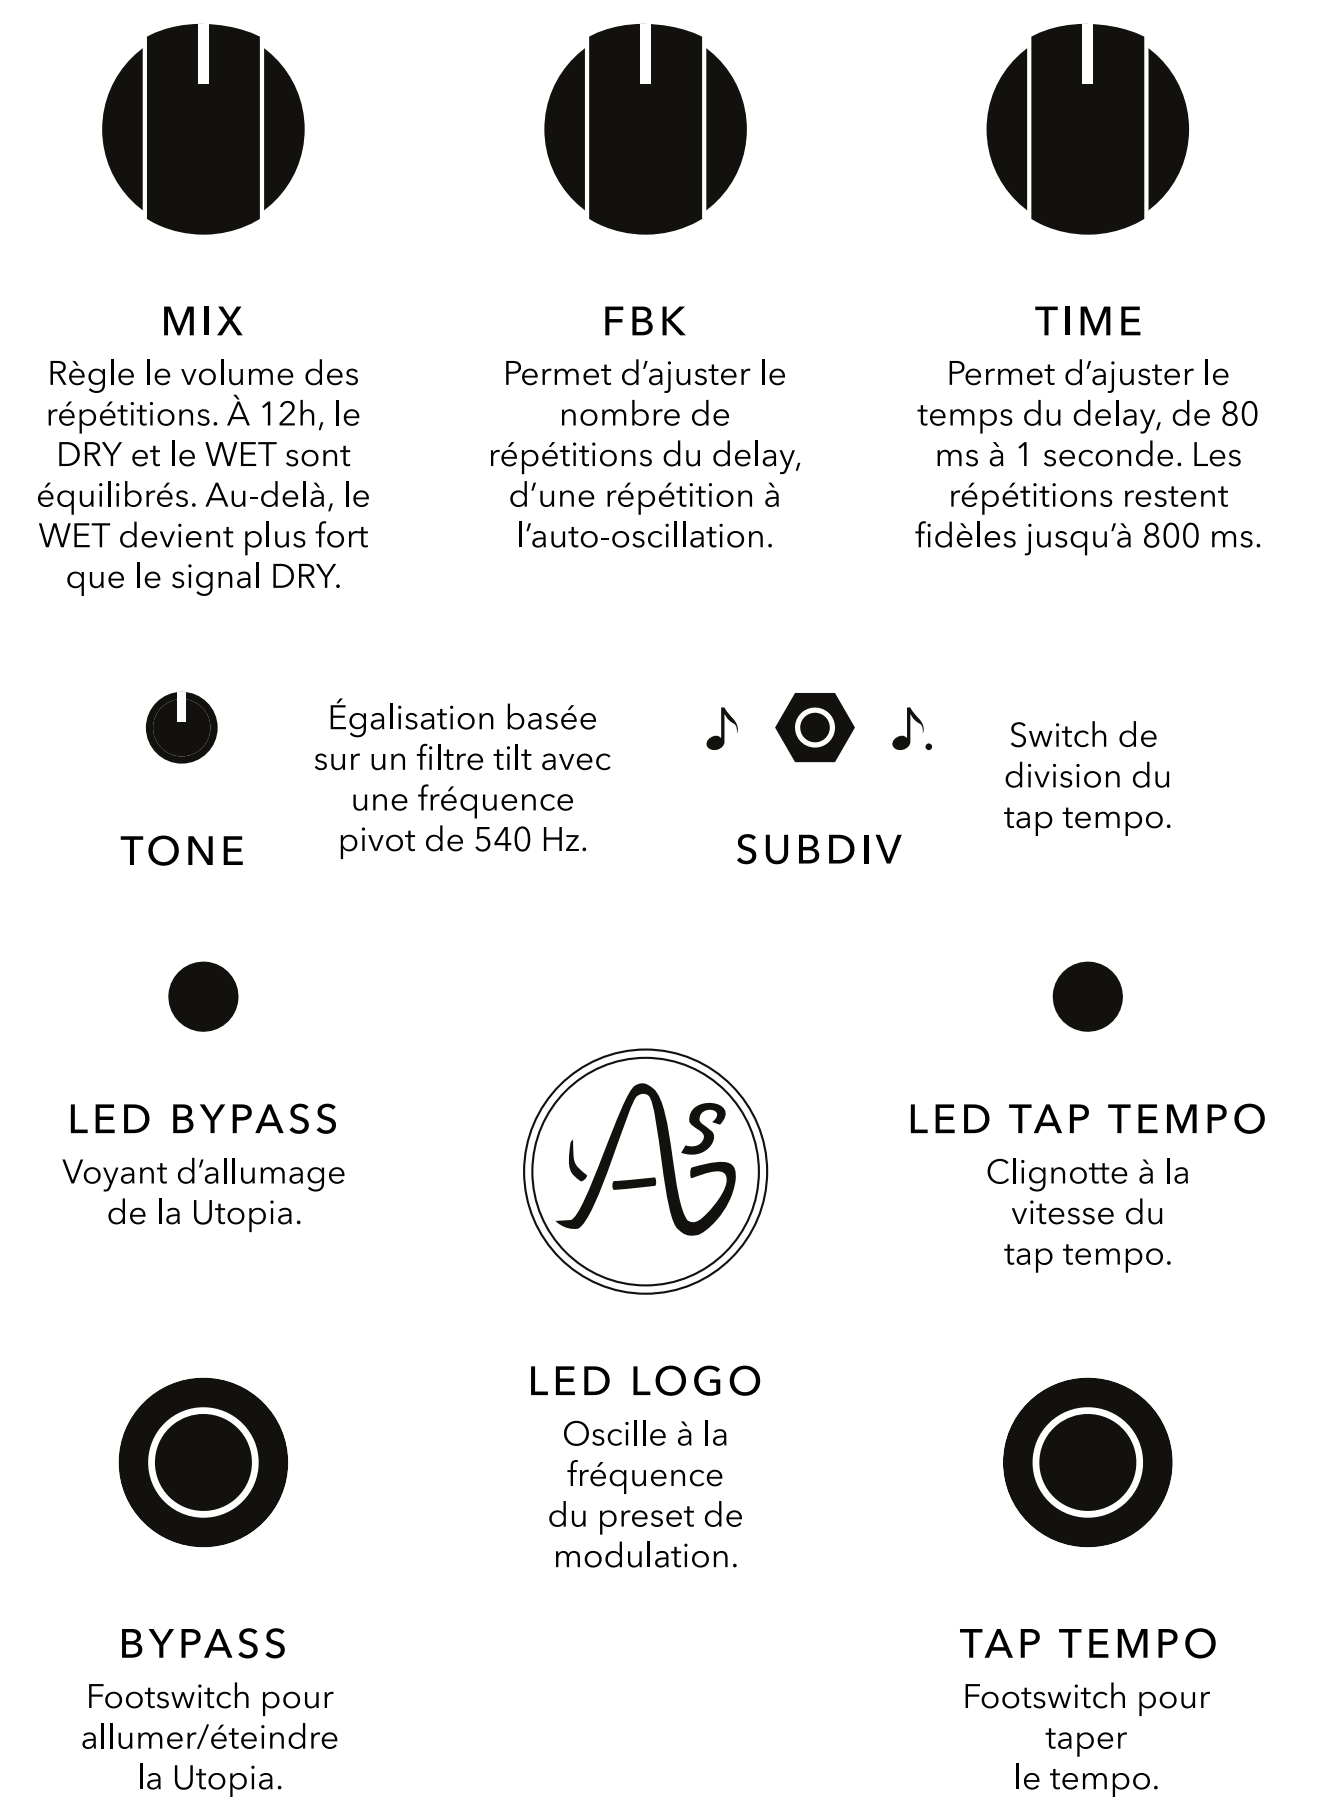 MIX
Règle le volume des
répétitions. À 12h, le
DRY et le WET sont
équilibrés. Au-delà, le
WET devient plus fort
que le signal DRY.
FBK
Permet d’ajuster le
nombre de
répétitions du delay,
d’une répétition à
l’auto-oscillation.
TIME
Permet d’ajuster le
temps du delay, de 80
ms à 1 seconde. Les
répétitions restent
fidèles jusqu’à 800 ms.
TONE
Égalisation basée
sur un filtre tilt avec
une fréquence
pivot de 540 Hz.
SUBDIV
Switch de
division du
tap tempo.
LED BYPASS
Voyant d’allumage
de la Utopia.
AsG
LED LOGO
Oscille à la
fréquence
du preset de
modulation.
LED TAP TEMPO
Clignotte à la
vitesse du
tap tempo.
BYPASS
Footswitch pour
allumer/éteindre
la Utopia.
TAP TEMPO
Footswitch pour
taper
le tempo.